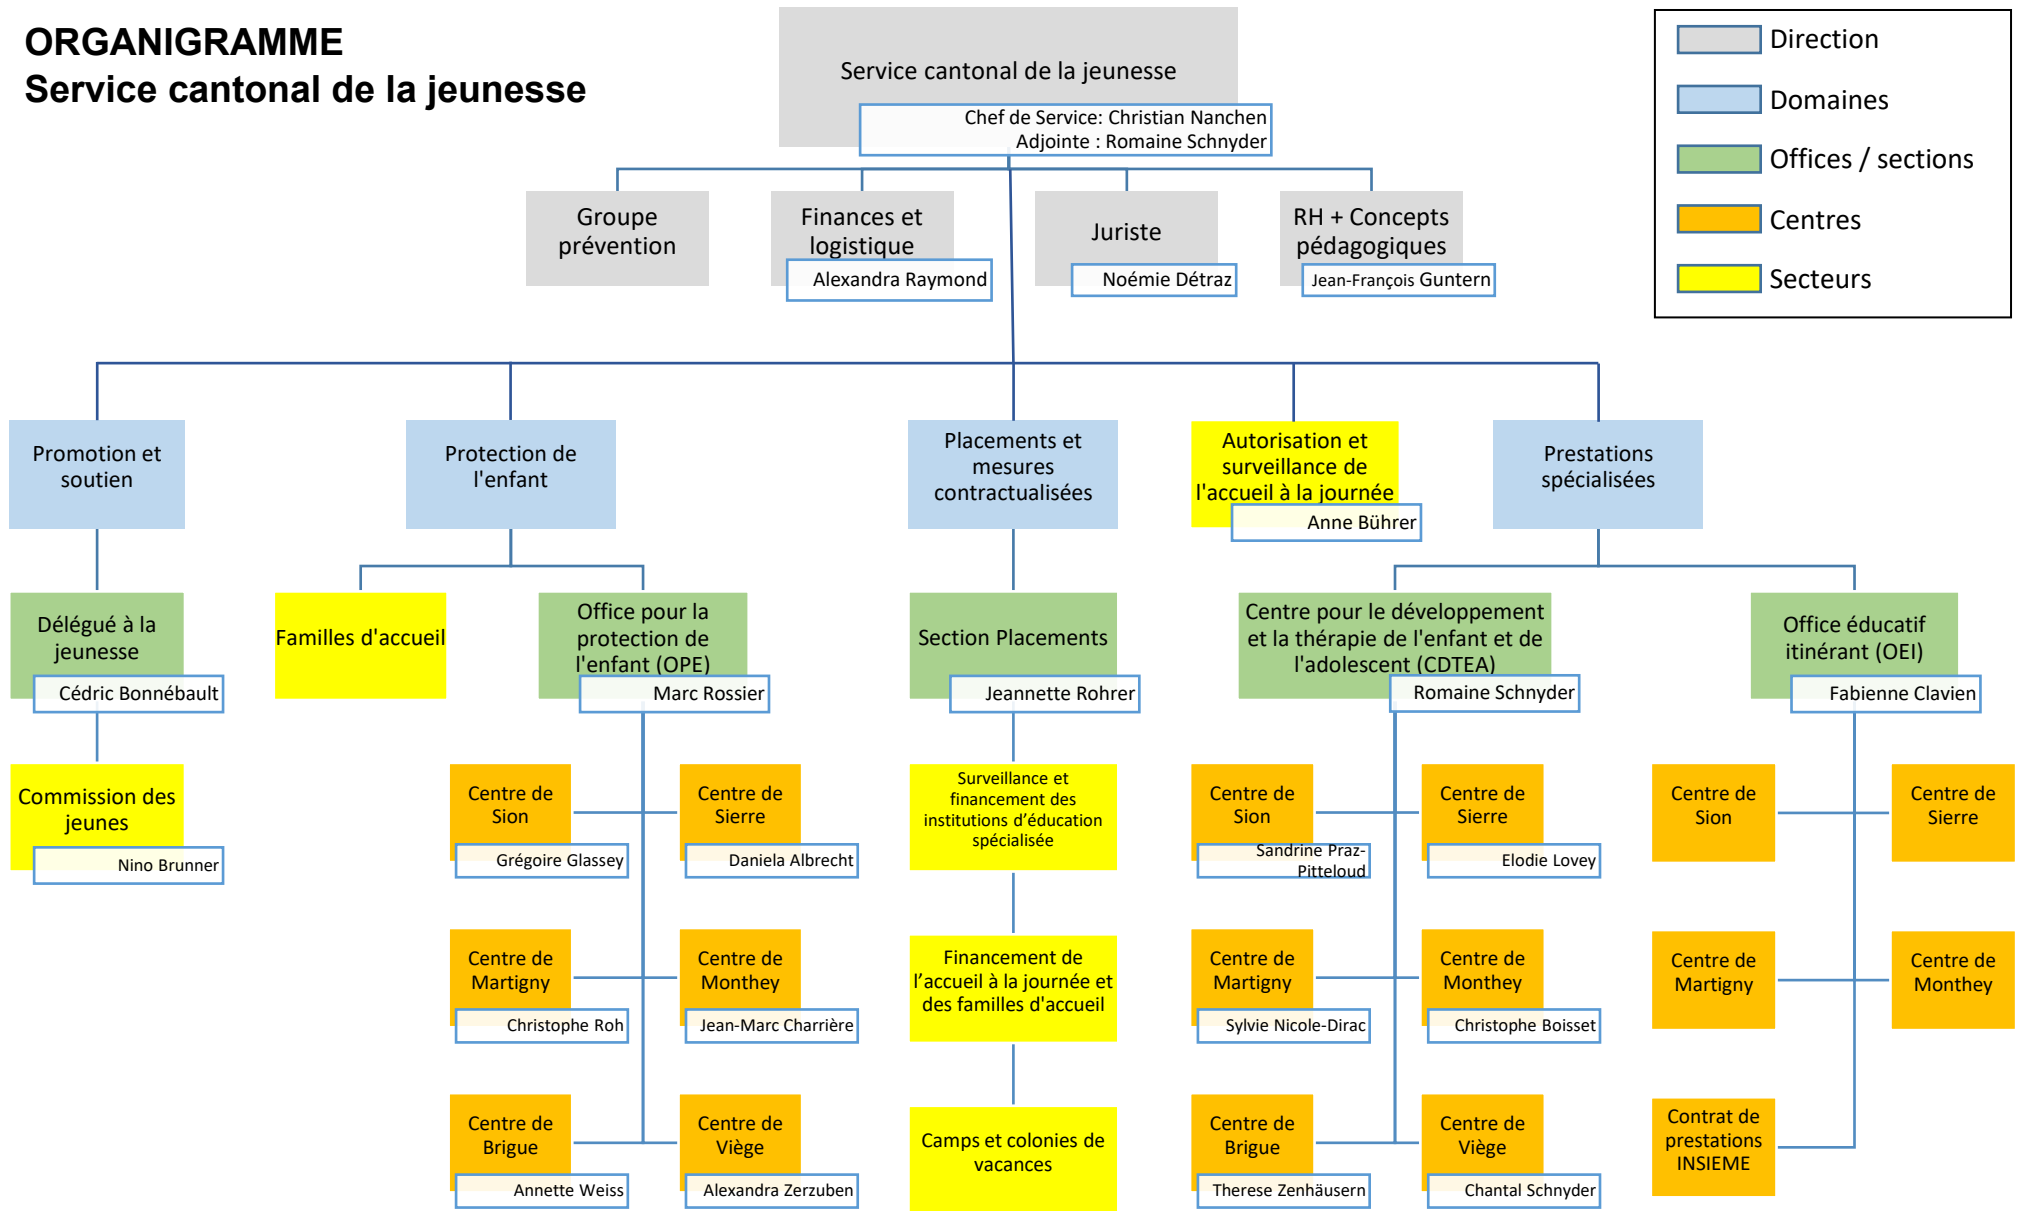 ORGANIGRAMME
Service cantonal de la jeunesse
Service cantonal de la jeunesse
Chef de Service: Christian Nanchen
Adjointe : Romaine Schnyder
Direction
Domaines
Offices / sections
Centres
Secteurs
Groupe
prévention
Finances et
logistique
Alexandra Raymond
Juriste
Noémie Détraz
RH + Concepts
pédagogiques
Jean-François Guntern
Promotion et
soutien
Protection de
l'enfant
Placements et
mesures
contractualisées
Autorisation et
surveillance de
l'accueil à la journée
Anne Bührer
Prestations
spécialisées
Délégué à la
jeunesse
Cédric Bonnébault
Familles d'accueil
Office pour la
protection de
l'enfant (OPE)
Marc Rossier
Section Placements
Jeannette Rohrer
Centre pour le développement
et la thérapie de l'enfant et de
l'adolescent (CDTEA)
Romaine Schnyder
Office éducatif
itinérant (OEI)
Fabienne Clavien
Commission des
jeunes
Nino Brunner
Centre de
Sion
Grégoire Glassey
Centre de
Sierre
Daniela Albrecht
Surveillance et
financement des
institutions d’éducation
spécialisée
Centre de
Sion
Sandrine Praz-
Pitteloud
Centre de
Sierre
Elodie Lovey
Centre de
Sion
Centre de
Sierre
Centre de
Martigny
Christophe Roh
Centre de
Monthey
Jean-Marc Charrière
Financement de
l’accueil à la journée et
des familles d'accueil
Centre de
Martigny
Sylvie Nicole-Dirac
Centre de
Monthey
Christophe Boisset
Centre de
Martigny
Centre de
Monthey
Centre de
Brigue
Annette Weiss
Centre de
Viège
Alexandra Zerzuben
Camps et colonies de
vacances
Centre de
Brigue
Therese Zenhäusern
Centre de
Viège
Chantal Schnyder
Contrat de
prestations
INSIEME